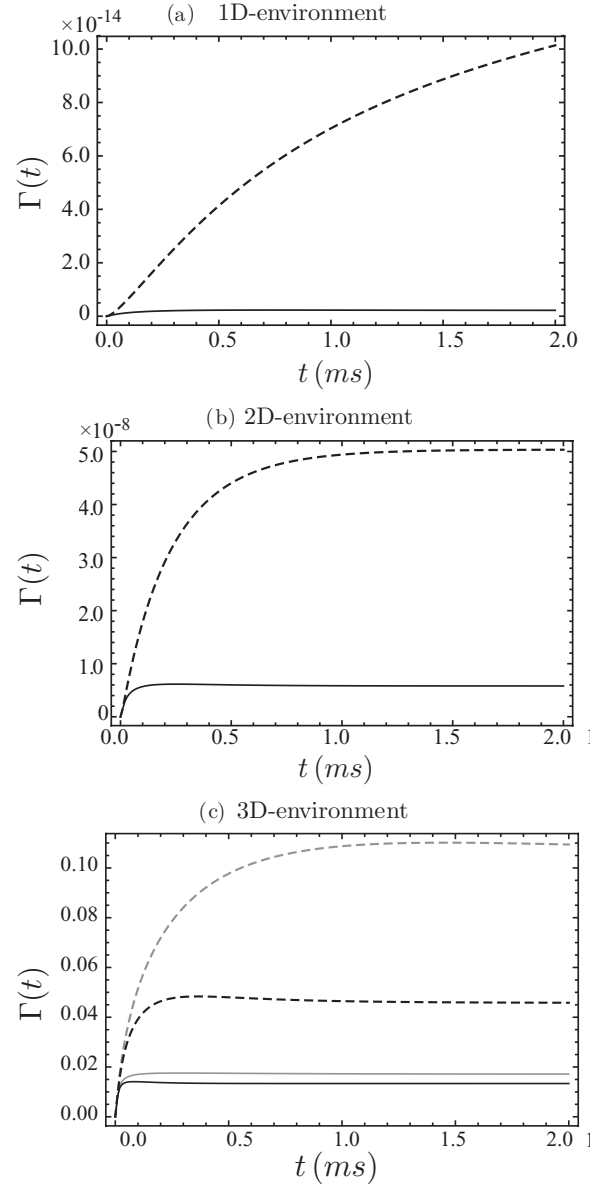 ×10-14
(a) 1D-environment
10.0
8.0
6.0
4.0
2.0
0
Γ(t)
0.0 0.5 1.0 1.5 2.0
t (ms)
×10-8
(b) 2D-environment
5.0
4.0
3.0
2.0
1.0
0
Γ(t)
0.0 0.5 1.0 1.5 2.0 1
t (ms)
(c) 3D-environment
0.10
0.08
0.06
0.04
0.02
0.00
Γ(t)
0.0 0.5 1.0 1.5 2.0 1
t (ms)